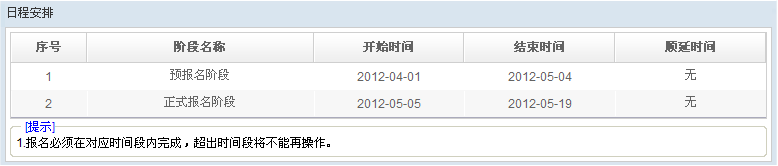 日程安排
序号 阶段名称 开始时间 结束时间 顺延时间
1 预报名阶段 2012-04-01 2012-05-04 无
2 正式报名阶段 2012-05-05 2012-05-19 无
[提示]
1.报名必须在对应时间段内完成，超出时间段将不能再操作。